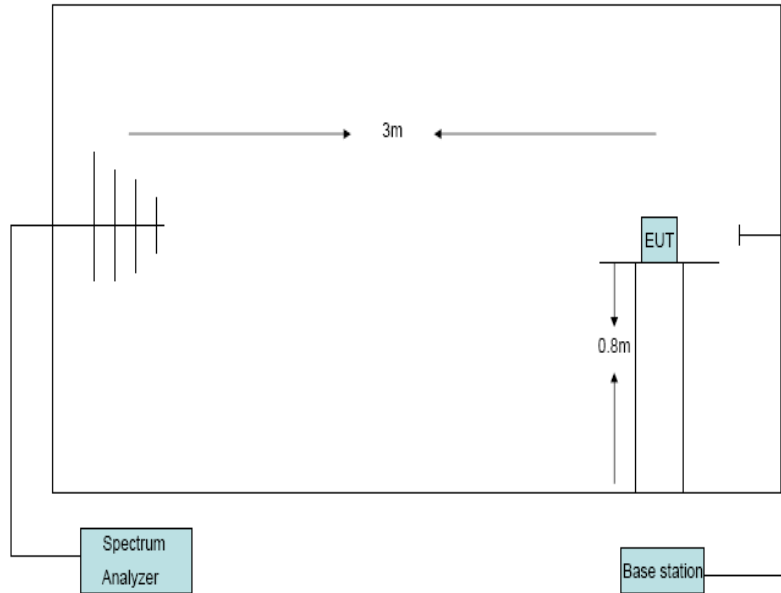 3m
EUT
0.8m
Spectrum
Analyzer
Base station